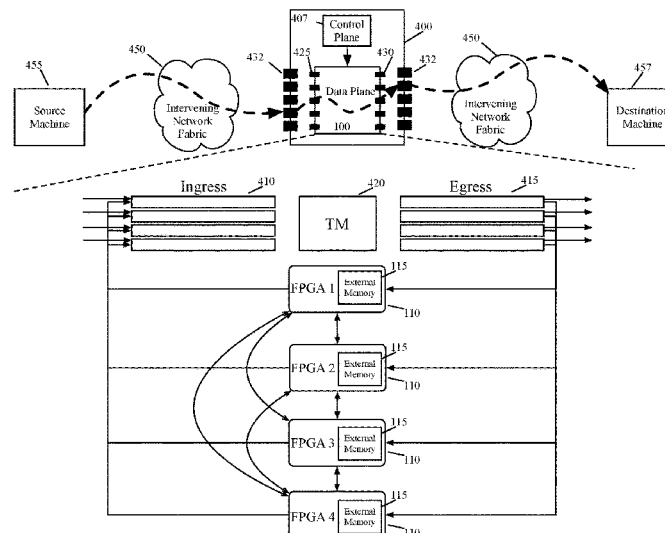 407
Control
Plane
400
450
432
425
430
432
450
455
457
Source
Machine
Intervening
Network
Fabric
Data Plane
100
Intervening
Network
Fabric
Destination
Machine
Ingress
410
420
Egress
415
TM
115
FPGA 1
External
Memory
110
115
FPGA 2
External
Memory
110
115
FPGA 3
External
Memory
110
115
FPGA 4
External
Memory
110